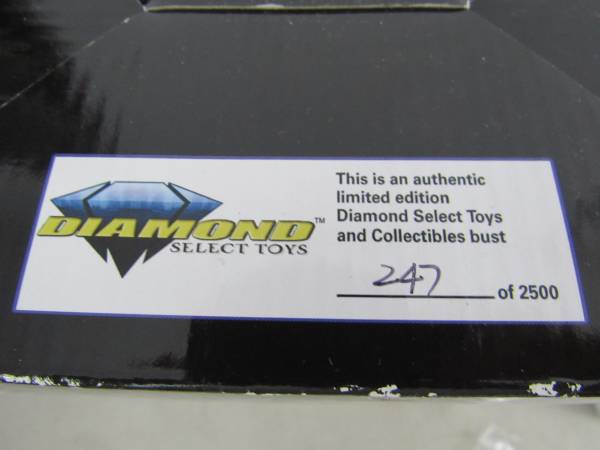 DIAMOND™
SELECT TOYS
This is an authentic
limited edition
Diamond Select Toys
and Collectibles bust
247 of 2500